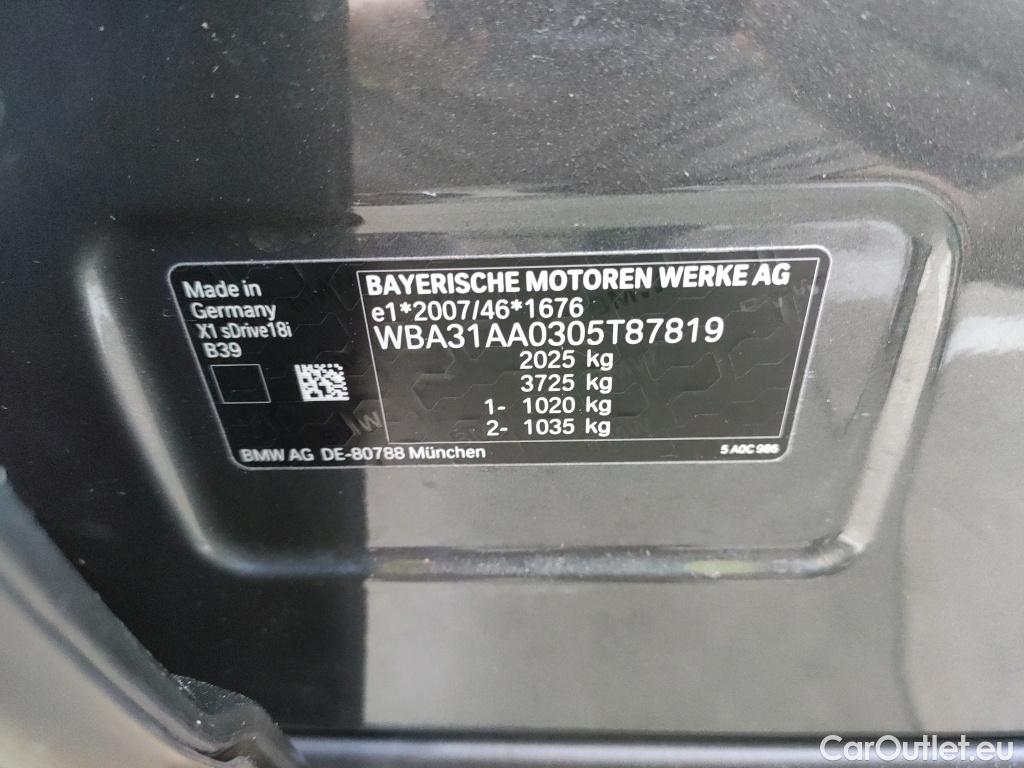 Made in
Germany
X1 sDrive18i
B39
BAYERISCHE MOTOREN WERKE AG
e1*2007/46*1676
WBA31AA0305T87819
2025 kg
3725 kg
1- 1020 kg
2- 1035 kg
BMW AG DE-80788 München
5 A0C 986
CarOutlet.eu